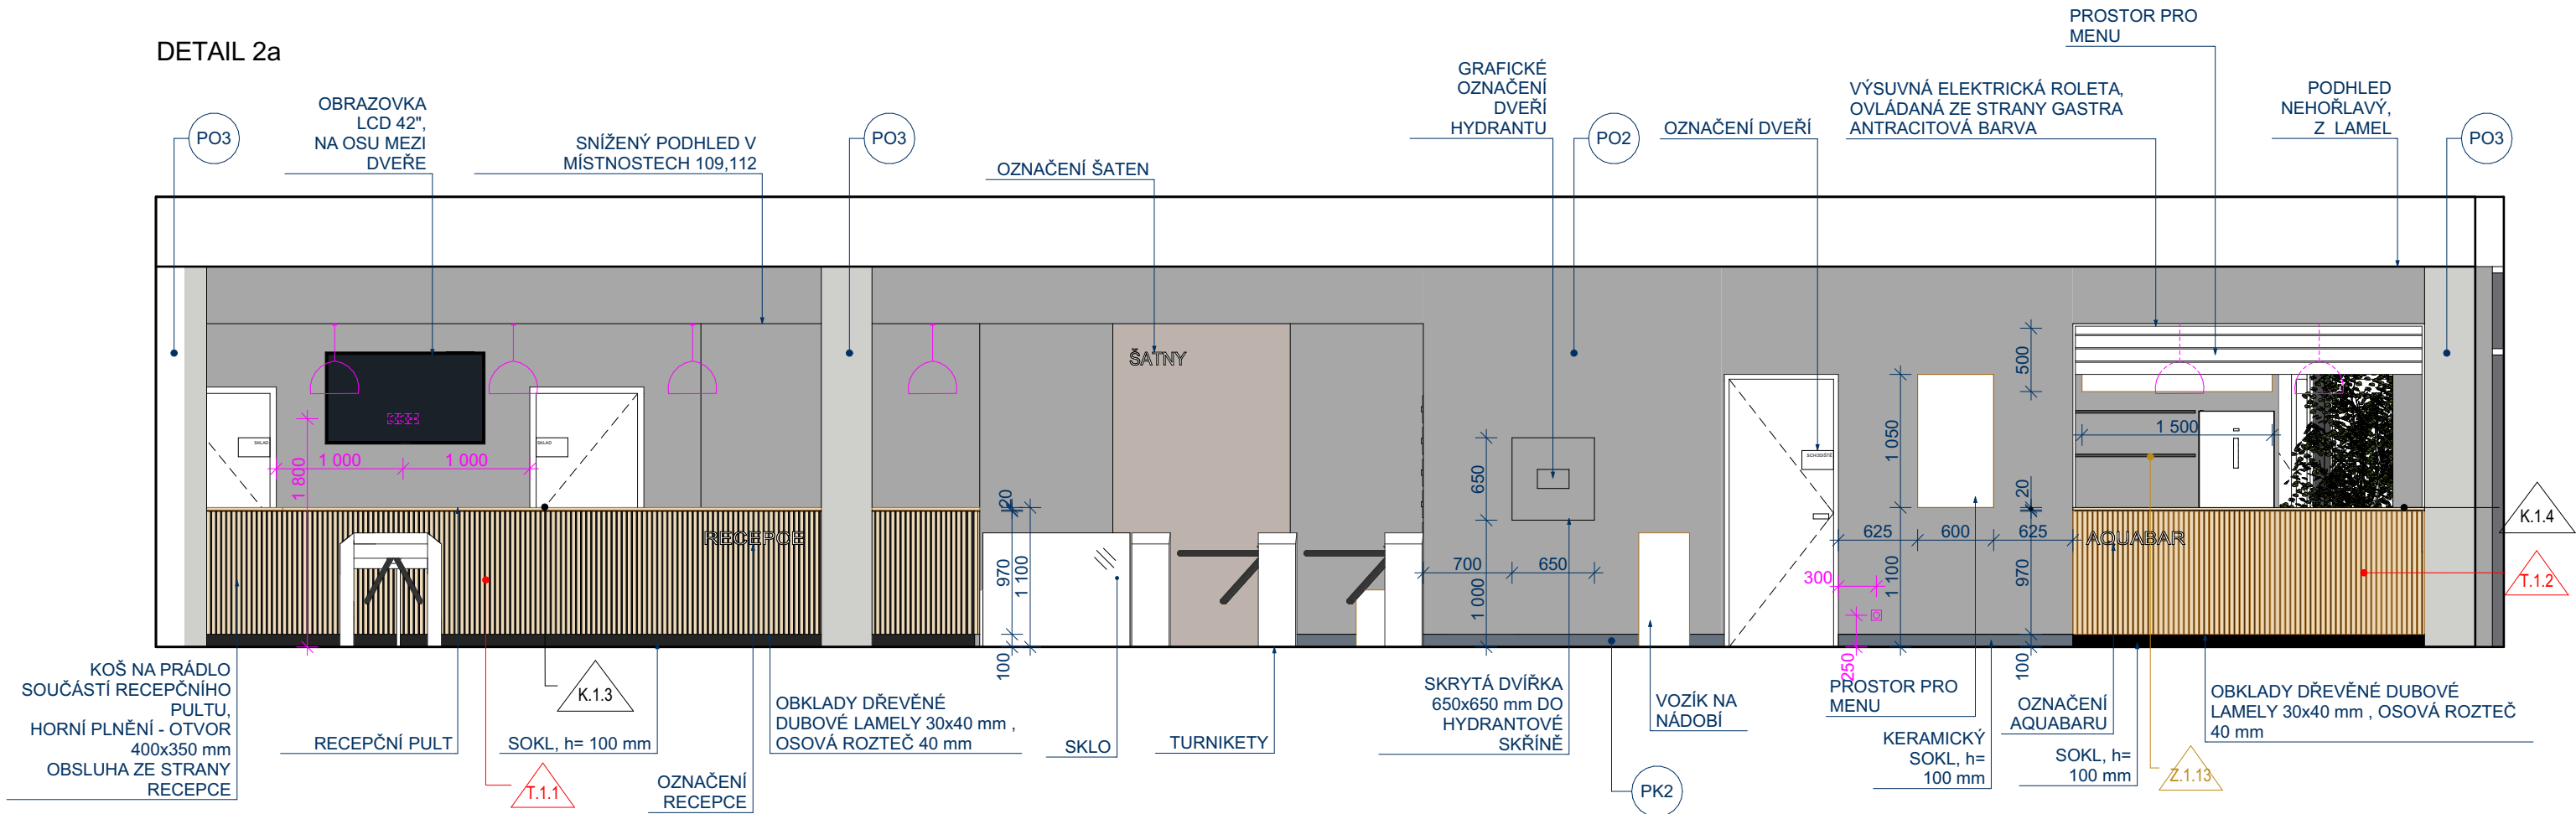 DETAIL 2a
PROSTOR PRO
MENU
OBRAZOVKA
LCD 42",
NA OSU MEZI
DVEŘE
SNÍŽENÝ PODHLED V
MÍSTNOSTECH 109,112
OZNAČENÍ ŠATEN
GRAFICKÉ
OZNAČENÍ
DVEŘÍ
HYDRANTU
OZNAČENÍ DVEŘÍ
VÝSUVNÁ ELEKTRICKÁ ROLETA,
OVLÁDANÁ ZE STRANY GASTRA
ANTRACITOVÁ BARVA
PODHLED
NEHOŘLAVÝ,
Z LAMEL
PO3
PO3
PO2
PO3
ŠATNY
SKLAD
SKLAD
SCHODIŠTĚ
1 000
1 000
1 800
RECEPCE
20
970
1 100
100
650
700
650
1 000
1 050
625
600
625
300
1 100
250
500
1 500
20
970
100
AQUABAR
K.1.4
T.1.2
KOŠ NA PRÁDLO
SOUČÁSTÍ RECEPČNÍHO
PULTU,
HORNÍ PLNĚNÍ - OTVOR
400x350 mm
OBSLUHA ZE STRANY
RECEPCE
RECEPČNÍ PULT
K.1.3
SOKL, h= 100 mm
T.1.1
OZNAČENÍ
RECEPCE
OBKLADY DŘEVĚNÉ
DUBOVÉ LAMELY 30x40 mm ,
OSOVÁ ROZTEČ 40 mm
SKLO
TURNIKETY
SKRYTÁ DVÍŘKA
650x650 mm DO
HYDRANTOVÉ
SKŘÍNĚ
PK2
VOZÍK NA
NÁDOBÍ
PROSTOR PRO
MENU
KERAMICKÝ
SOKL, h=
100 mm
OZNAČENÍ
AQUABARU
SOKL, h=
100 mm
Z.1.13
OBKLADY DŘEVĚNÉ DUBOVÉ
LAMELY 30x40 mm , OSOVÁ ROZTEČ
40 mm